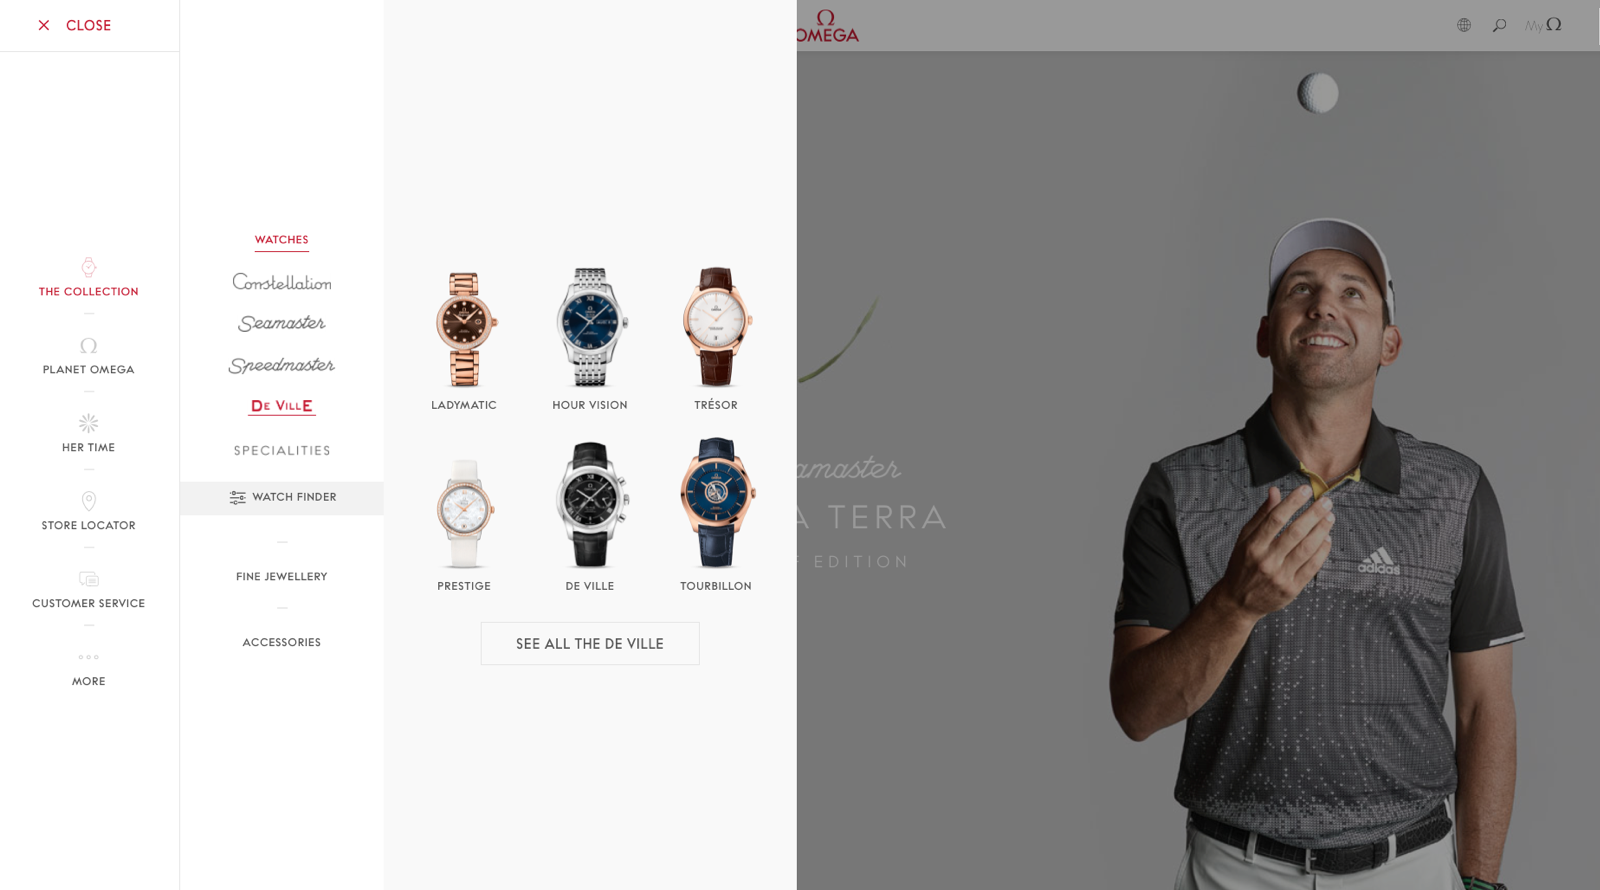 CLOSE
THE COLLECTION
PLANET OMEGA
HER TIME
STORE LOCATOR
CUSTOMER SERVICE
MORE
WATCHES
Constellation
Seamaster
Speedmaster
DE VILLE
SPECIALITIES
WATCH FINDER
FINE JEWELLERY
ACCESSORIES
LADYMATIC
HOUR VISION
TRÉSOR
PRESTIGE
DE VILLE
TOURBILLON
SEE ALL THE DE VILLE
Ω
OMEGA
My Ω
amaster
A TERRA
F EDITION
adidas